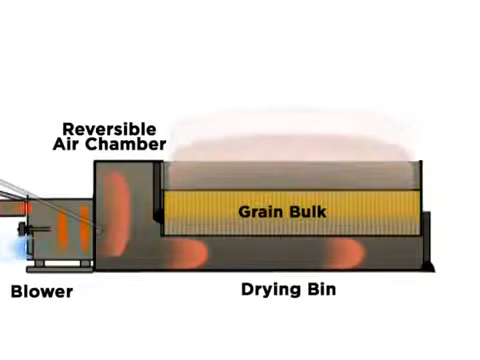 Reversible
Air Chamber
Grain Bulk
Blower
Drying Bin